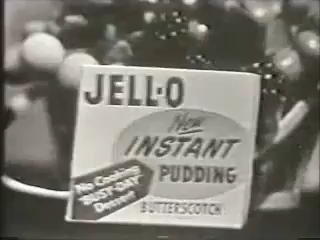 JELL-O
New
INSTANT
PUDDING
No Cooking
"BUSY-DAY"
Dessert
BUTTERSCOTCH